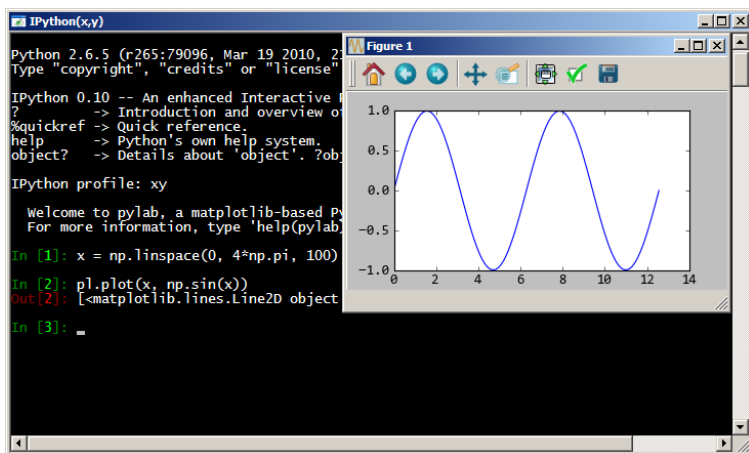 IPython(x,y)
Python 2.6.5 (r265:79096, Mar 19 2010,
Type "copyright", "credits" or "license"
IPython 0.10 -- An enhanced Interactive
? -> Introduction and overview
%quickref -> Quick reference.
help -> Python's own help system.
object? -> Details about 'object'.
IPython profile: xy
Welcome to pylab, a matplotlib-based
For more information, type 'help(pylab)
In [1]: x = np.linspace(0, 4*np.pi, 100)
In [2]: pl.plot(x, np.sin(x))
Out[2]: [<matplotlib.lines.Line2D object
In [3]:
Figure 1
1.0
0.5
0.0
−0.5
−1.0
0 2 4 6 8 10 12 14